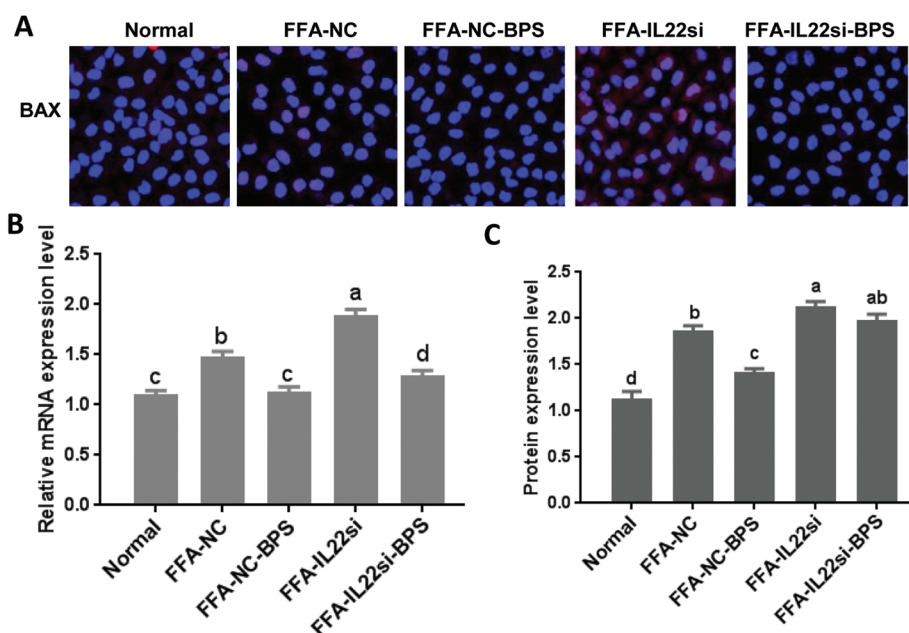 A
Normal FFA-NC FFA-NC-BPS FFA-IL22si FFA-IL22si-BPS
BAX
B
Relative mRNA expression level
2.5
2.0
1.5
1.0
0.5
0.0
c b c a d
Normal FFA-NC FFA-NC-BPS FFA-IL22si FFA-IL22si-BPS
C
Protein expression level
2.5
2.0
1.5
1.0
0.5
0.0
d b c a ab
Normal FFA-NC FFA-NC-BPS FFA-IL22si FFA-IL22si-BPS